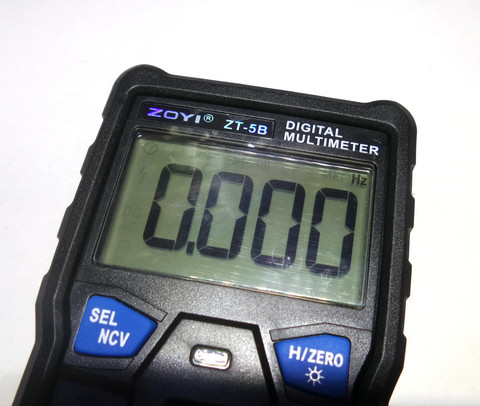 ZOYI® ZT-5B DIGITAL
MULTIMETER
Hz
0.000
SEL
NCV
H/ZERO